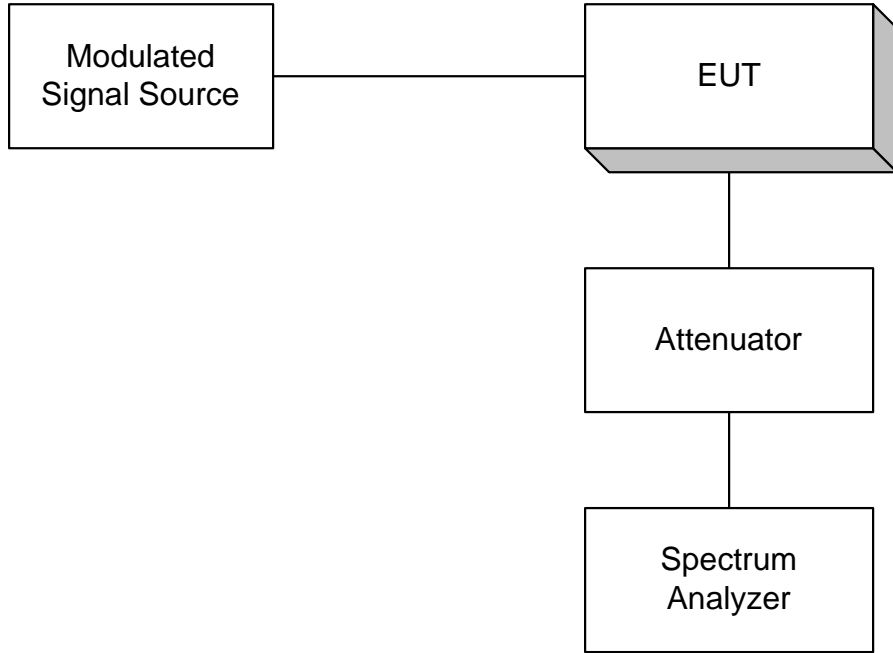 Modulated
Signal Source
EUT
Attenuator
Spectrum
Analyzer